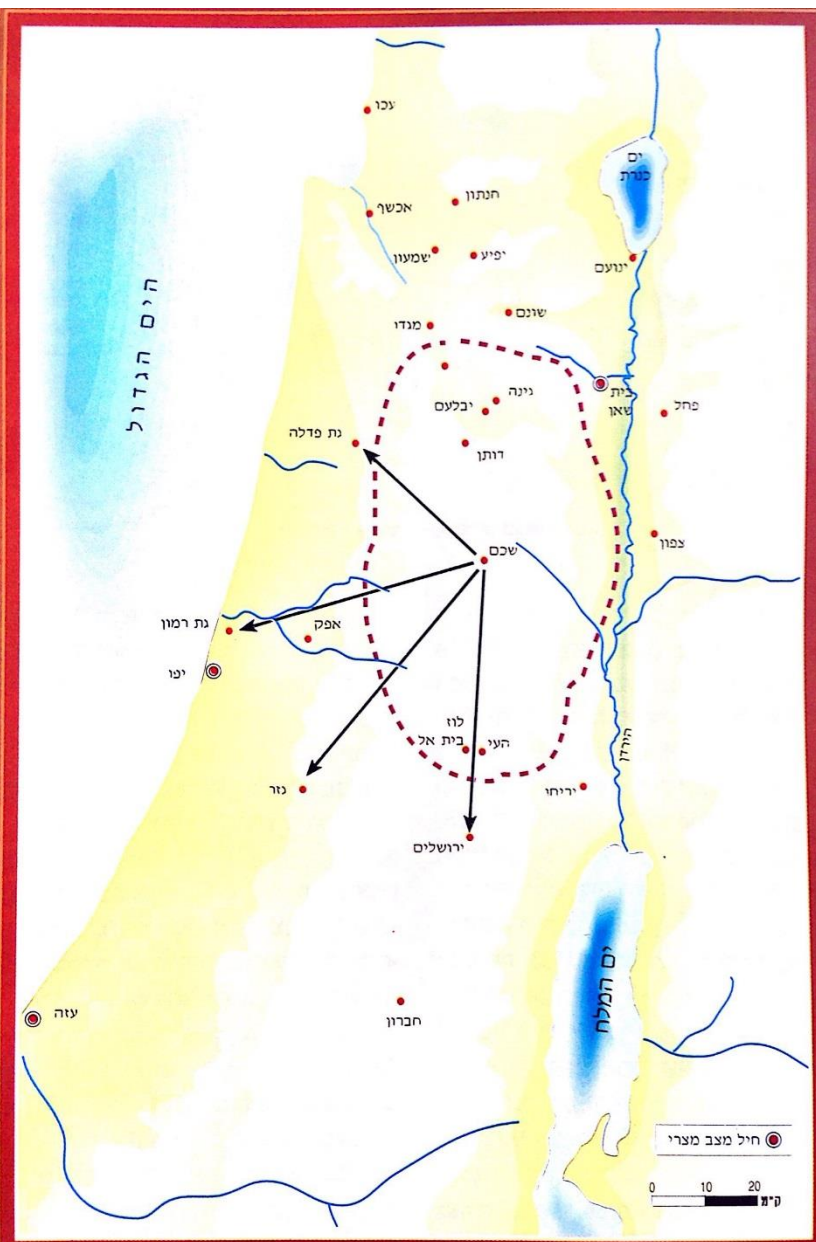 עכו
ים
כנרת
חנתון
אכשף
שמעון
יפיע
ינועם
שונם
מגדו
הים הגדול
בית
שאן
גינה
יבלעם
פחל
גת פדלה
דותן
צפון
שכם
גת רמון
אפק
יפו
לוז
בית אל
העי
הירדן
גזר
יריחו
ירושלים
ים המלח
חברון
עזה
חיל מצב מצרי
0 10 20
ק"מ